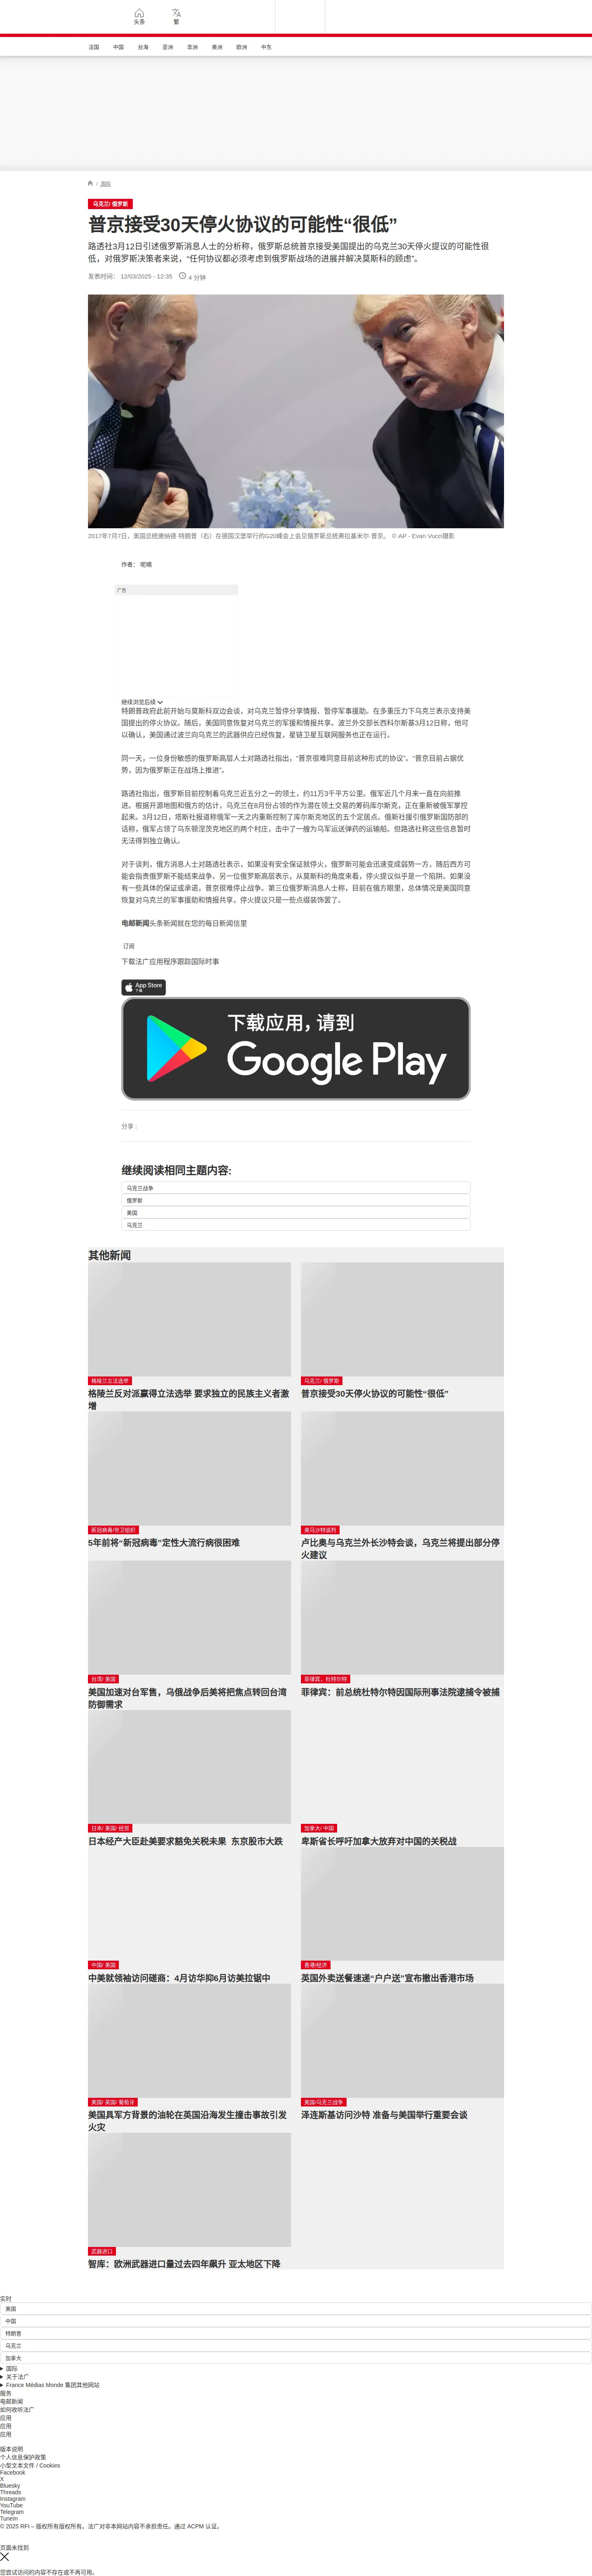 头条
繁
法国
中国
台海
亚洲
非洲
美洲
欧洲
中东
/ 国际
乌克兰/ 俄罗斯
普京接受30天停火协议的可能性“很低”
路透社3月12日引述俄罗斯消息人士的分析称，俄罗斯总统普京接受美国提出的乌克兰30天停火提议的可能性很
低，对俄罗斯决策者来说，“任何协议都必须考虑到俄罗斯战场的进展并解决莫斯科的顾虑”。
发表时间： 12/03/2025 - 12:35
4 分钟
2017年7月7日，美国总统唐纳德·特朗普（右）在德国汉堡举行的G20峰会上会见俄罗斯总统弗拉基米尔·普京。 © AP - Evan Vucci摄影
作者： 呢喃
广告
继续浏览后续
特朗普政府此前开始与莫斯科双边会谈，对乌克兰暂停分享情报、暂停军事援助。在多重压力下乌克兰表示支持美
国提出的停火协议。随后，美国同意恢复对乌克兰的军援和情报共享。波兰外交部长西科尔斯基3月12日称，他可
以确认，美国通过波兰向乌克兰的武器供应已经恢复，星链卫星互联网服务也正在运行。
同一天，一位身份敏感的俄罗斯高层人士对路透社指出，“普京很难同意目前这种形式的协议”。“普京目前占据优
势，因为俄罗斯正在战场上推进”。
路透社指出，俄罗斯目前控制着乌克兰近五分之一的领土，约11万3千平方公里。俄军近几个月来一直在向前推
进。根据开源地图和俄方的估计，乌克兰在8月份占领的作为潜在领土交易的筹码库尔斯克，正在重新被俄军掌控
起来。3月12日，塔斯社报道称俄军一天之内重新控制了库尔斯克地区的五个定居点。俄新社援引俄罗斯国防部的
话称，俄军占领了乌东顿涅茨克地区的两个村庄，击中了一艘为乌军运送弹药的运输船。但路透社称这些信息暂时
无法得到独立确认。
对于谈判，俄方消息人士对路透社表示，如果没有安全保证就停火，俄罗斯可能会迅速变成弱势一方，随后西方可
能会指责俄罗斯不能结束战争。另一位俄罗斯高层表示，从莫斯科的角度来看，停火提议似乎是一个陷阱。如果没
有一些具体的保证或承诺，普京很难停止战争。第三位俄罗斯消息人士称，目前在俄方眼里，总体情况是美国同意
恢复对乌克兰的军事援助和情报共享，停火提议只是一些点缀装饰罢了。
电邮新闻头条新闻就在您的每日新闻信里
订阅
下载法广应用程序跟踪国际时事
App Store
下载
下载应用，请到
Google Play
分享 :
继续阅读相同主题内容:
乌克兰战争
俄罗斯
美国
乌克兰
其他新闻
格陵兰立法选举
格陵兰反对派赢得立法选举 要求独立的民族主义者激
增
乌克兰/ 俄罗斯
普京接受30天停火协议的可能性“很低”
新冠病毒/世卫组织
5年前将“新冠病毒”定性大流行病很困难
美乌沙特谈判
卢比奥与乌克兰外长沙特会谈，乌克兰将提出部分停
火建议
台湾/ 美国
美国加速对台军售，乌俄战争后美将把焦点转回台湾
防御需求
菲律宾，杜特尔特
菲律宾：前总统杜特尔特因国际刑事法院逮捕令被捕
日本/ 美国/ 经贸
日本经产大臣赴美要求豁免关税未果 东京股市大跌
加拿大/ 中国
卑斯省长呼吁加拿大放弃对中国的关税战
中国/ 美国
中美就领袖访问磋商：4月访华抑6月访美拉锯中
香港/经济
英国外卖送餐速递“户户送”宣布撤出香港市场
美国/ 英国/ 葡萄牙
美国具军方背景的油轮在英国沿海发生撞击事故引发
火灾
美国/乌克兰战争
泽连斯基访问沙特 准备与美国举行重要会谈
武器进口
智库：欧洲武器进口量过去四年飙升 亚太地区下降
实时
美国
中国
特朗普
乌克兰
加拿大
国际
关于法广
France Médias Monde 集团其他网站
服务
电邮新闻
如何收听法广
应用
应用
应用
版本说明
个人信息保护政策
小型文本文件 / Cookies
Facebook
X
Bluesky
Threads
Instagram
YouTube
Telegram
TuneIn
© 2025 RFI – 版权所有版权所有。法广对非本网站内容不承担责任。通过 ACPM 认证。
页面未找到
您尝试访问的内容不存在或不再可用。